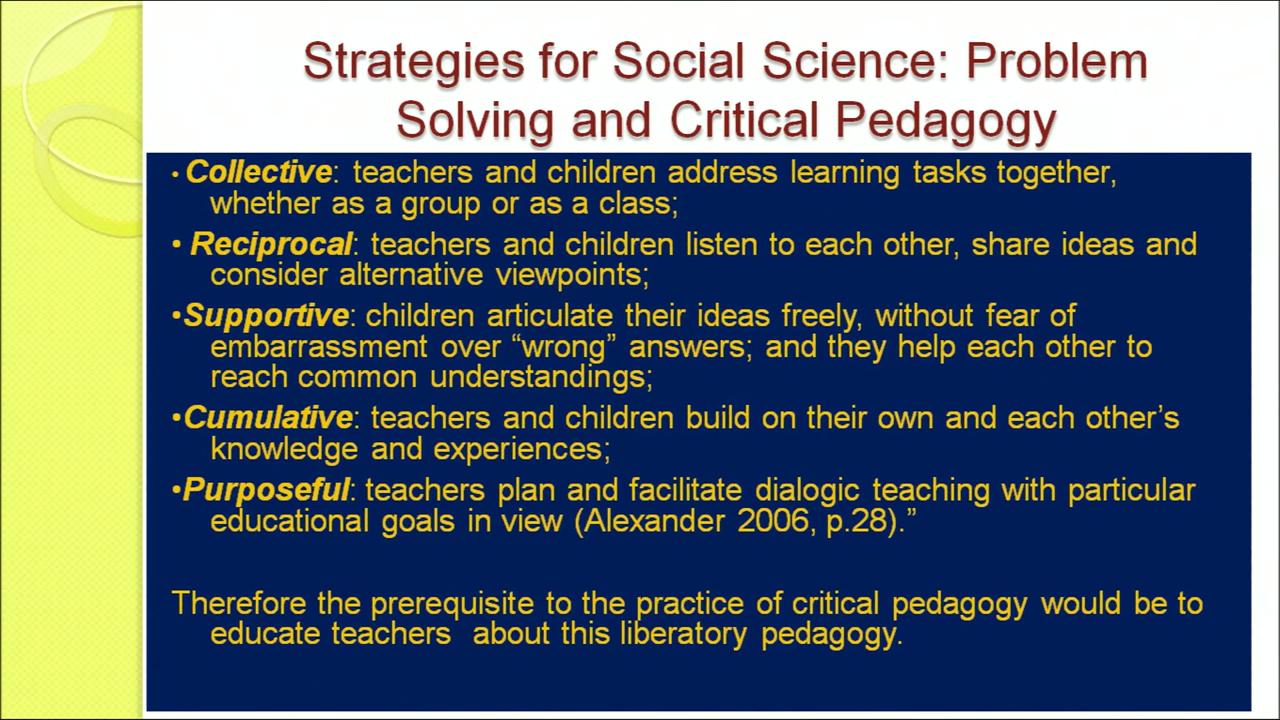 Strategies for Social Science: Problem
Solving and Critical Pedagogy
• Collective: teachers and children address learning tasks together,
whether as a group or as a class;
• Reciprocal: teachers and children listen to each other, share ideas and
consider alternative viewpoints;
•Supportive: children articulate their ideas freely, without fear of
embarrassment over “wrong” answers; and they help each other to
reach common understandings;
•Cumulative: teachers and children build on their own and each other’s
knowledge and experiences;
•Purposeful: teachers plan and facilitate dialogic teaching with particular
educational goals in view (Alexander 2006, p.28).”
Therefore the prerequisite to the practice of critical pedagogy would be to
educate teachers  about this liberatory pedagogy.